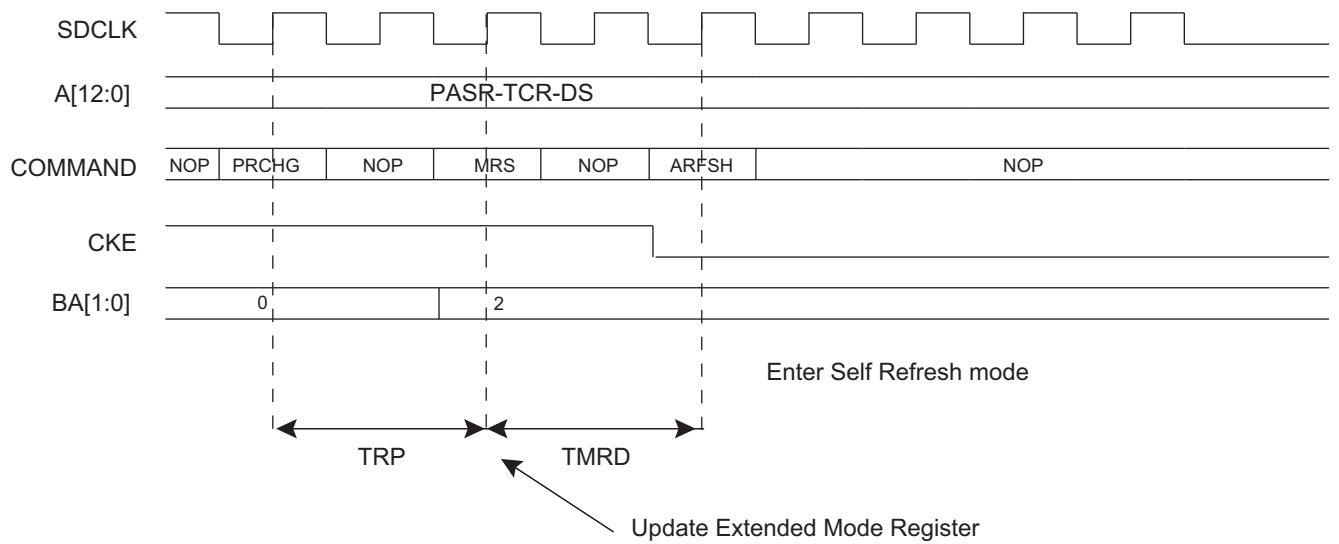 SDCLK
A[12:0] PASR-TCR-DS
COMMAND NOP PRCHG NOP MRS NOP ARFSH NOP
CKE
BA[1:0] 0 2
Enter Self Refresh mode
TRP TMRD
Update Extended Mode Register